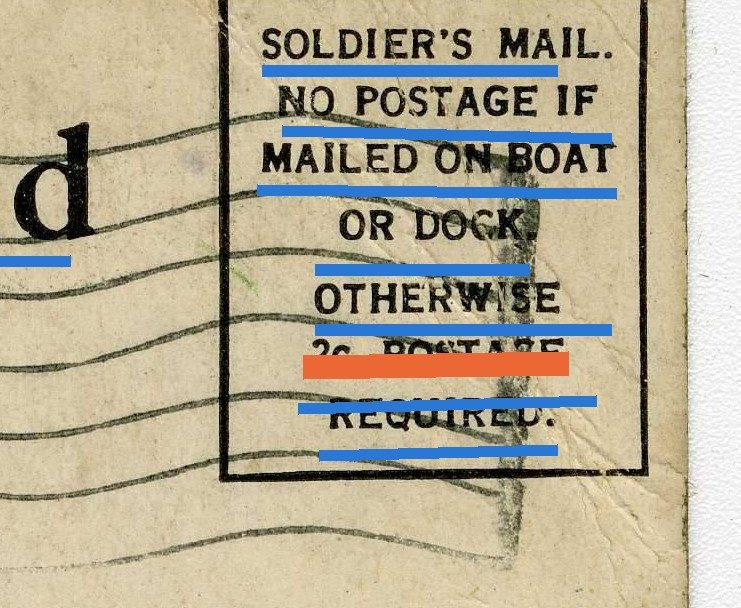 d
SOLDIER'S MAIL.
NO POSTAGE IF
MAILED ON BOAT
OR DOCK.
OTHERWISE
REQUIRED.